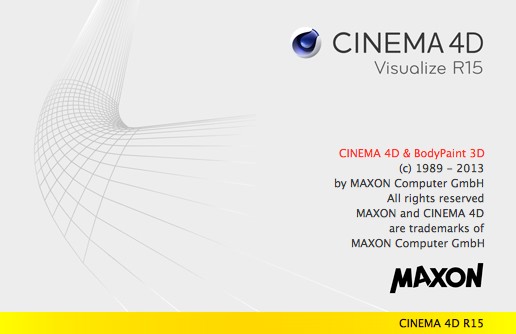 CINEMA 4D
Visualize R15
CINEMA 4D & BodyPaint 3D
(c) 1989 – 2013
by MAXON Computer GmbH
All rights reserved
MAXON and CINEMA 4D
are trademarks of
MAXON Computer GmbH
MAXON
CINEMA 4D R15